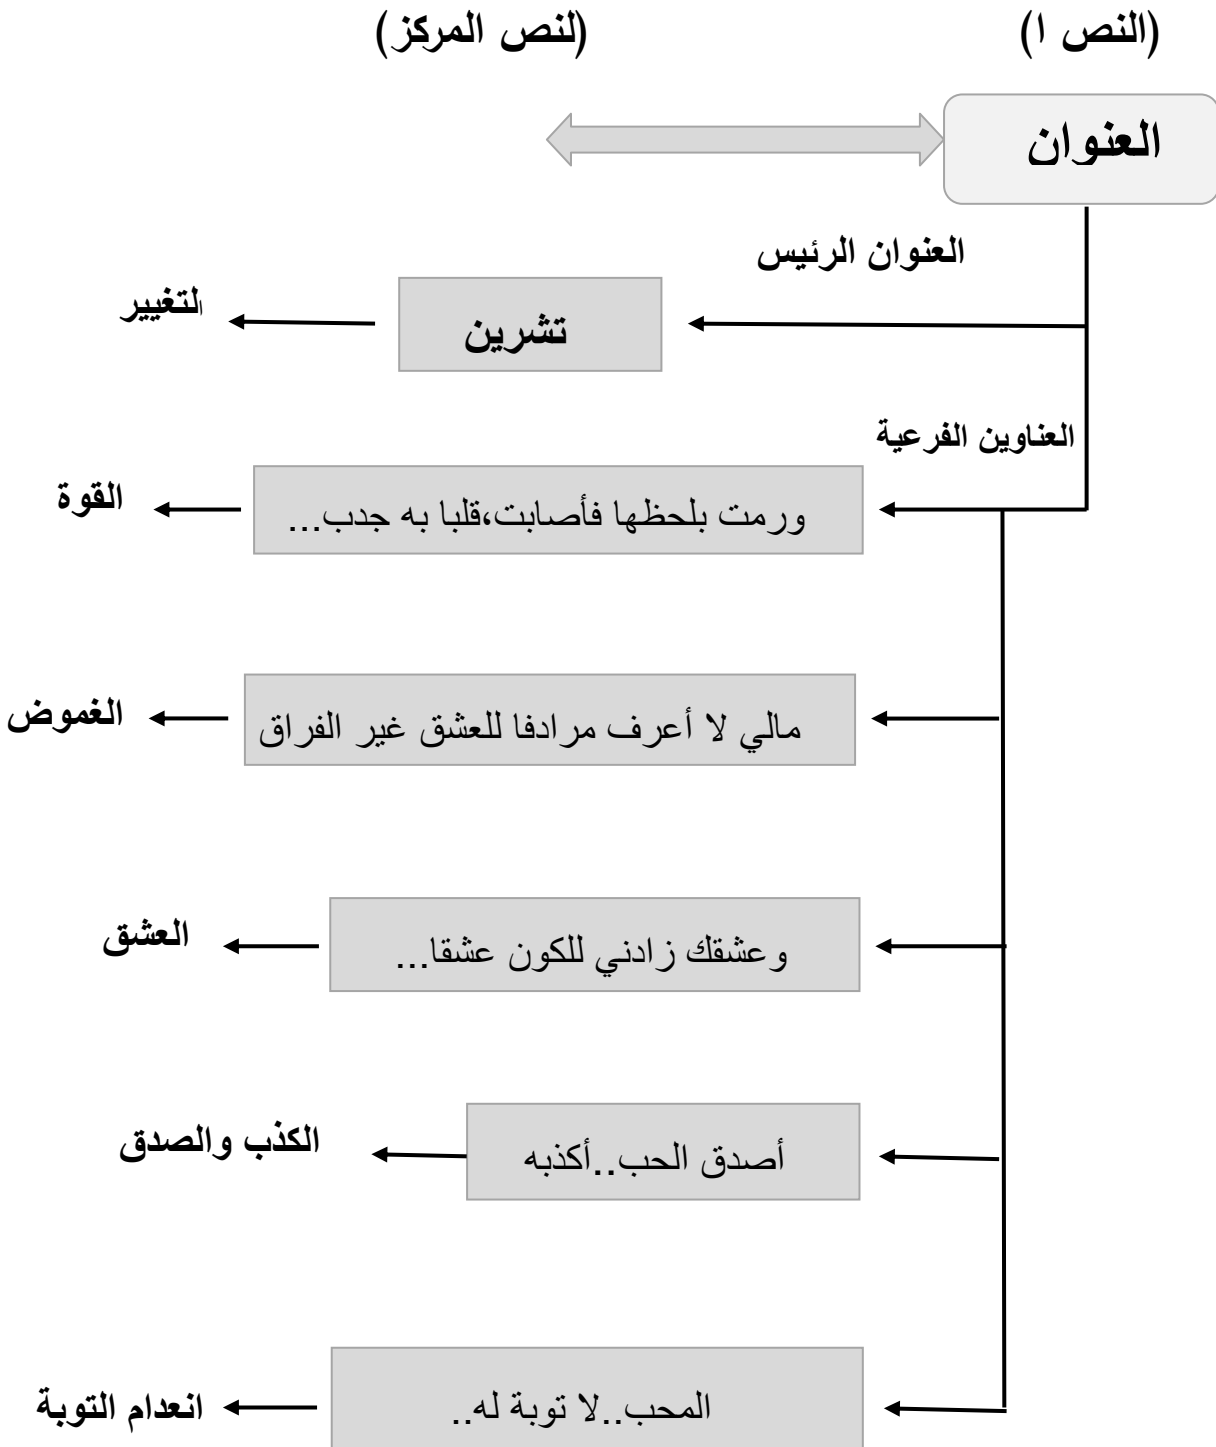 (النص ا) (لنص المركز)
العنوان
العنوان الرئيس
تشرين التغيير
العناوين الفرعية
ورمت بلحظها فأصابت،قلبا به جدب... القوة
مالي لا أعرف مرادفا للعشق غير الفراق الغموض
وعشقك زادني للكون عشقا... العشق
أصدق الحب..أكذبه الكذب والصدق
المحب..لا توبة له.. انعدام التوبة